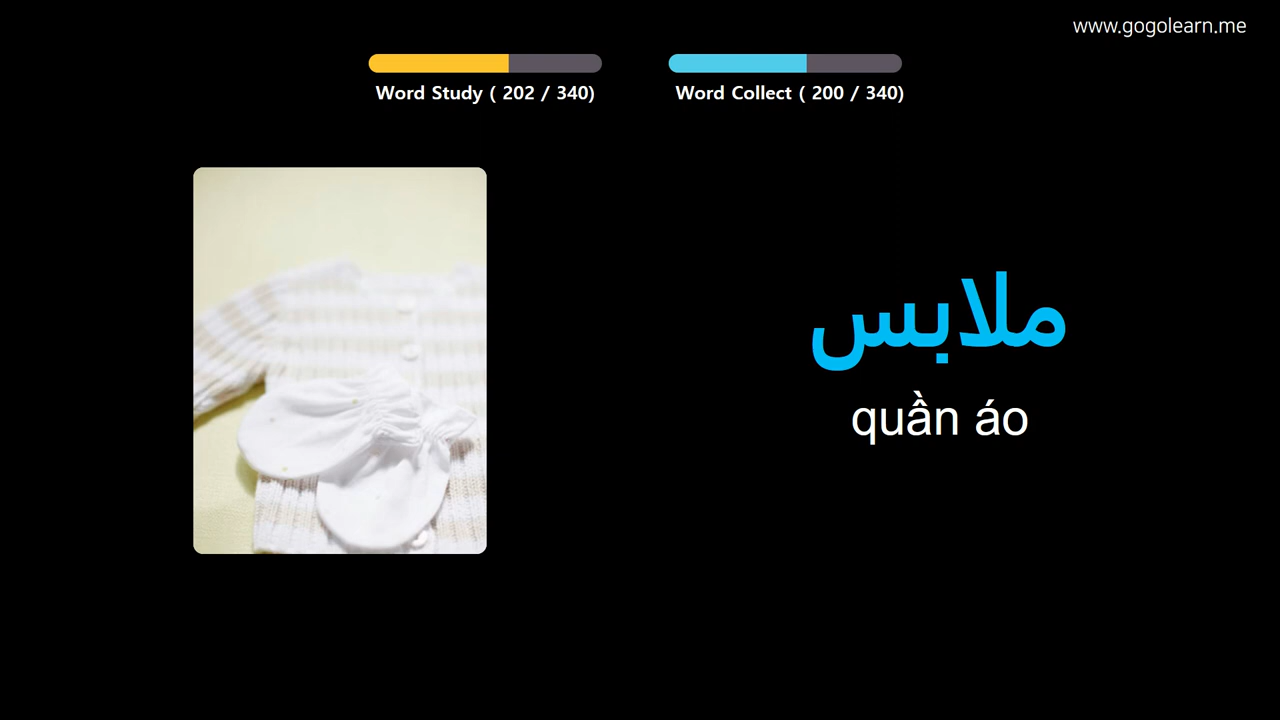 www.gogolearn.me
Word Study ( 202 / 340)
Word Collect ( 200 / 340)
ملابس
quần áo